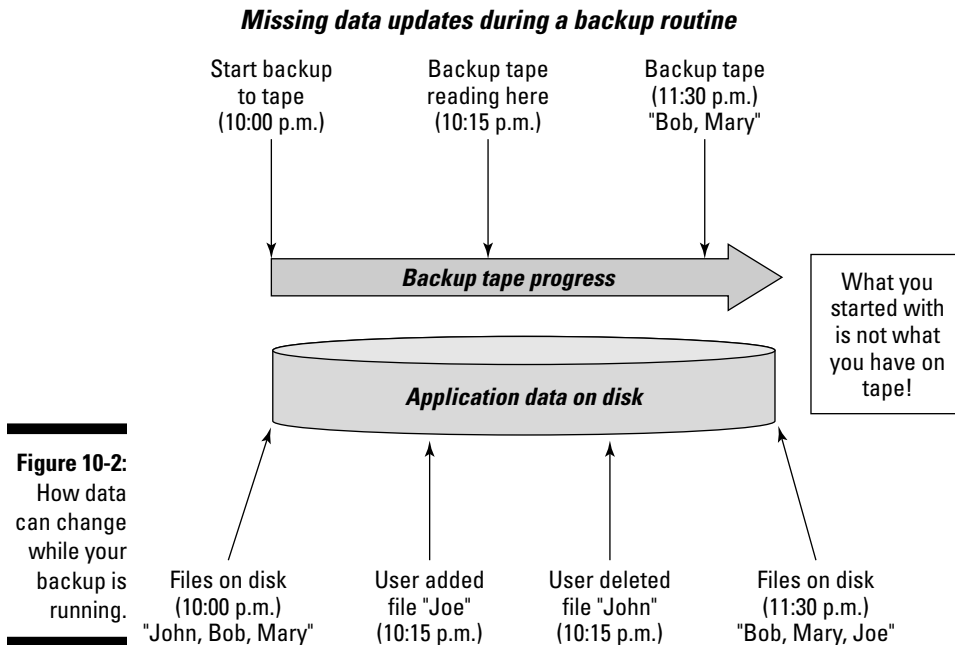 Missing data updates during a backup routine
Start backup
to tape
(10:00 p.m.)
Backup tape
reading here
(10:15 p.m.)
Backup tape
(11:30 p.m.)
"Bob, Mary"
Backup tape progress
What you
started with
is not what
you have on
tape!
Application data on disk
Figure 10-2:
How data
can change
while your
backup is
running.
Files on disk
(10:00 p.m.)
"John, Bob, Mary"
User added
file "Joe"
(10:15 p.m.)
User deleted
file "John"
(10:15 p.m.)
Files on disk
(11:30 p.m.)
"Bob, Mary, Joe"